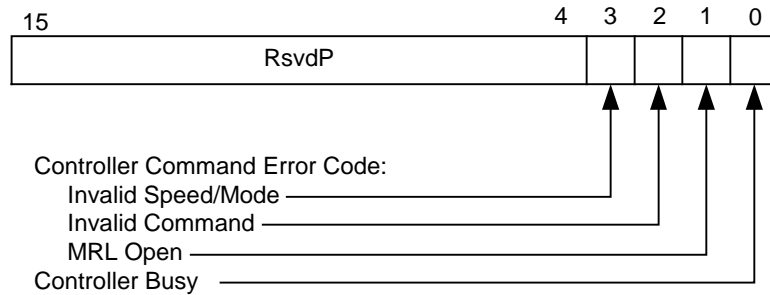 15 4 3 2 1 0
RsvdP
Controller Command Error Code:
Invalid Speed/Mode
Invalid Command
MRL Open
Controller Busy